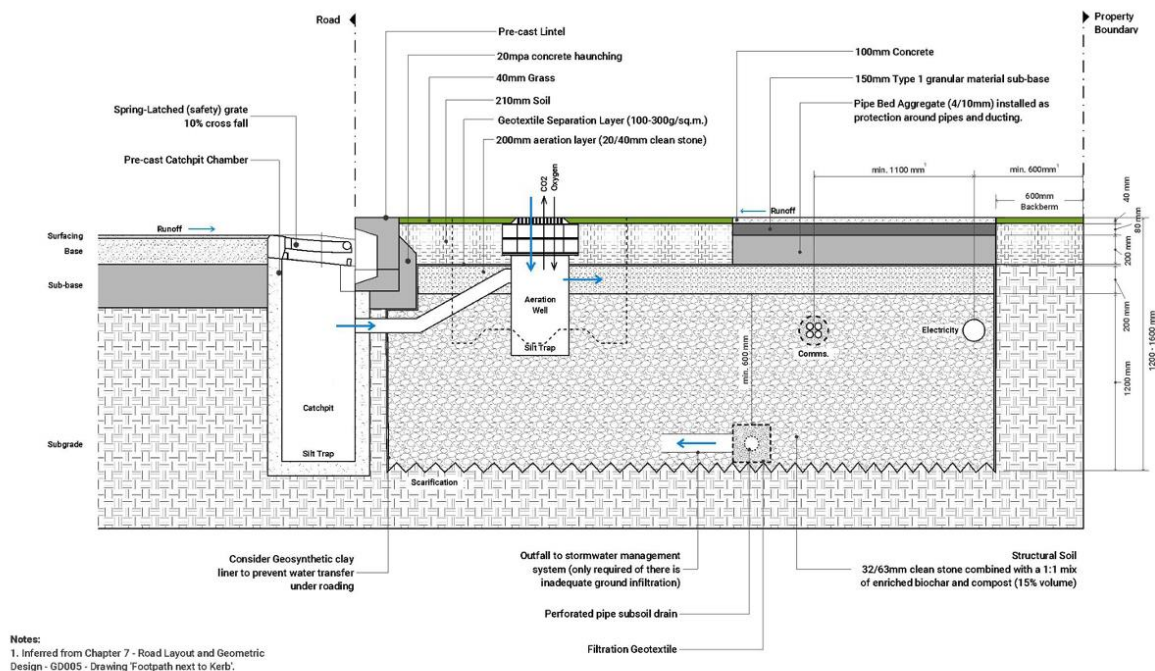 Road
Property
Boundary
Pre-cast Lintel
20mpa concrete haunching
40mm Grass
210mm Soil
Geotextile Separation Layer (100-300g/sq.m.)
200mm aeration layer (20/40mm clean stone)
Spring-Latched (safety) grate
10% cross fall
Pre-cast Catchpit Chamber
100mm Concrete
150mm Type 1 granular material sub-base
Pipe Bed Aggregate (4/10mm) installed as
protection around pipes and ducting.
CO2
Oxygen
min. 1100 mm¹
min. 600mm¹
600mm
Backberm
40 mm
80 mm
200 mm
200 mm
1200 mm
1200 - 1600 mm
Runoff
Runoff
Surfacing
Base
Sub-base
Subgrade
Aeration
Well
Silt Trap
Catchpit
Silt Trap
min. 600 mm
Comms.
Electricity
Scarification
Consider Geosynthetic clay
liner to prevent water transfer
under roading
Outfall to stormwater management
system (only required of there is
inadequate ground infiltration)
Perforated pipe subsoil drain
Filtration Geotextile
Structural Soil
32/63mm clean stone combined with a 1:1 mix
of enriched biochar and compost (15% volume)
Notes:
1. Inferred from Chapter 7 - Road Layout and Geometric
Design - GD005 - Drawing 'Footpath next to Kerb'.